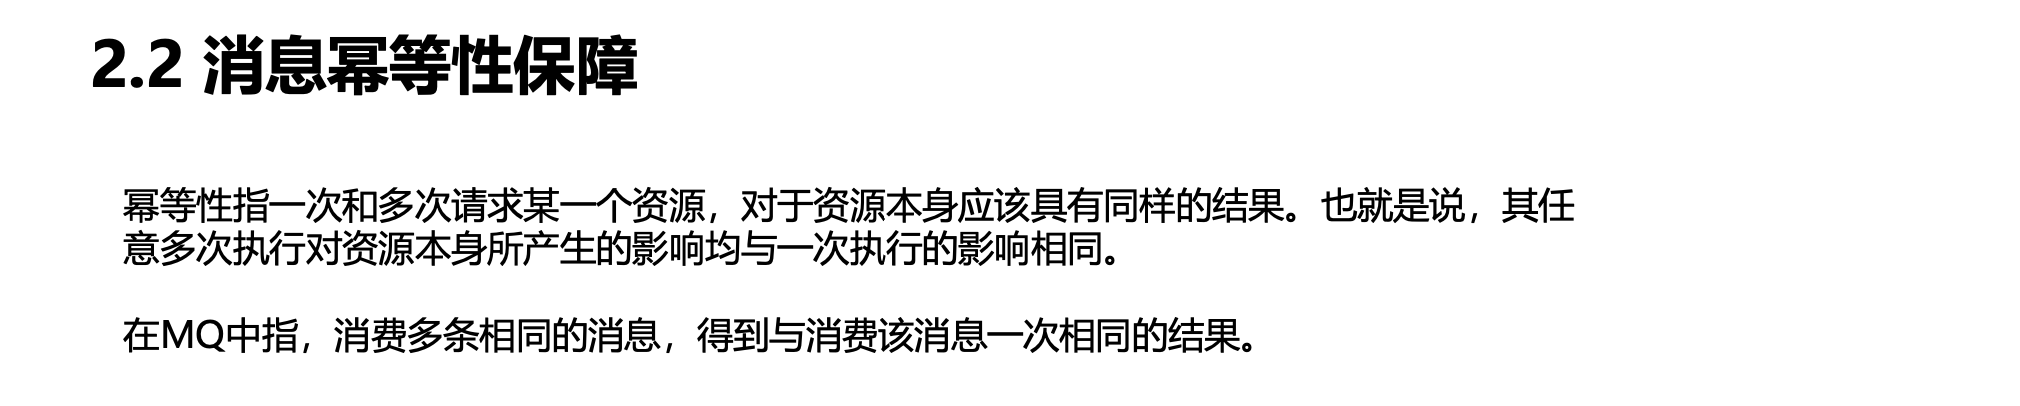 2.2 消息幂等性保障
幂等性指一次和多次请求某一个资源，对于资源本身应该具有同样的结果。也就是说，其任
意多次执行对资源本身所产生的影响均与一次执行的影响相同。
在MQ中指，消费多条相同的消息，得到与消费该消息一次相同的结果。